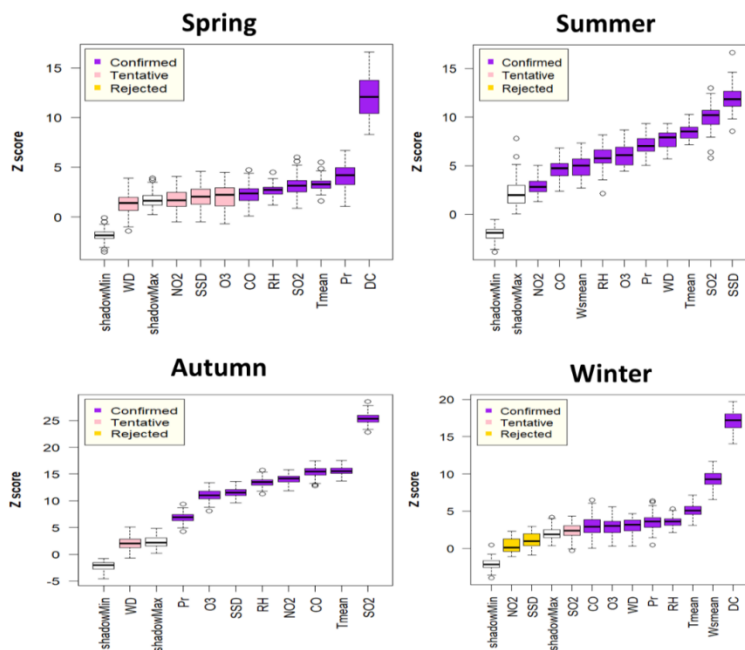 Spring
Confirmed
Tentative
Rejected
Z score
15
10
5
0
shadowMin
WD
shadowMax
NO2
SSD
O3
CO
RH
SO2
Tmean
Pr
DC
Summer
Confirmed
Tentative
Rejected
Z score
15
10
5
0
shadowMin
shadowMax
NO2
CO
Wsmean
RH
O3
Pr
WD
Tmean
SO2
SSD
Autumn
Confirmed
Tentative
Rejected
Z score
25
20
15
10
5
0
-5
shadowMin
WD
shadowMax
Pr
O3
SSD
RH
NO2
CO
Tmean
SO2
Winter
Confirmed
Tentative
Rejected
Z score
20
15
10
5
0
shadowMin
NO2
SSD
shadowMax
SO2
CO
O3
WD
Pr
RH
Tmean
Wsmean
DC